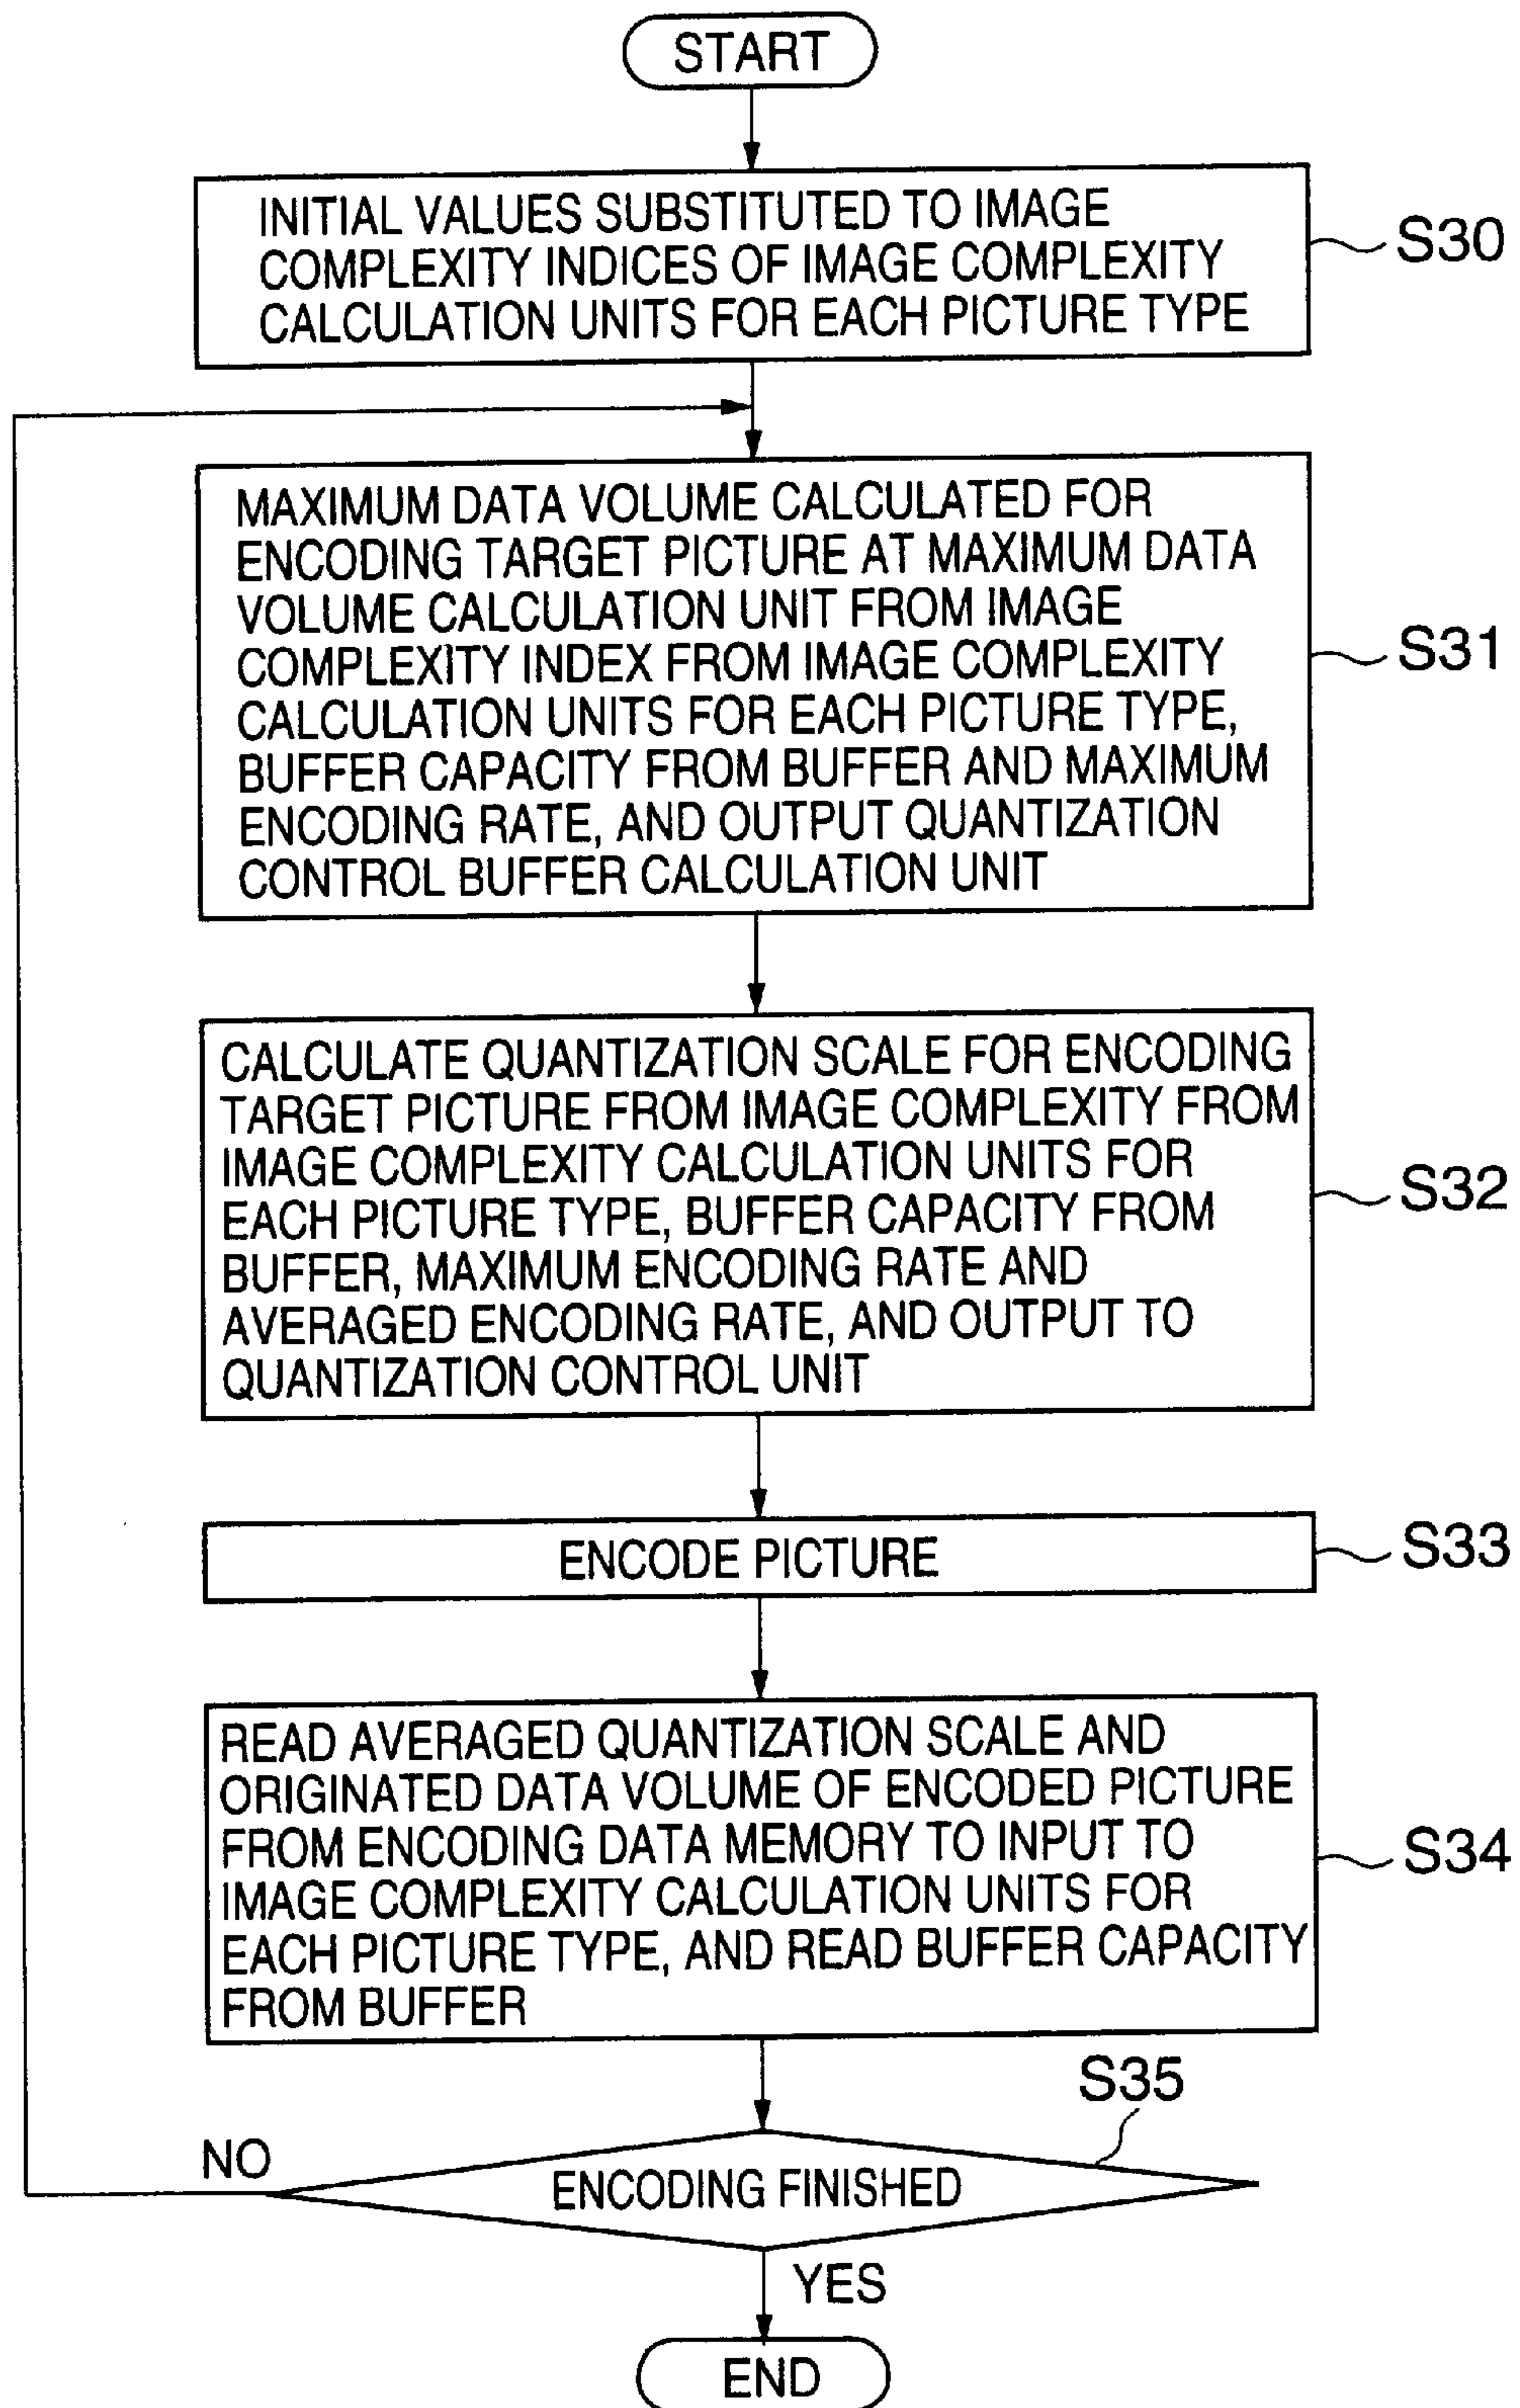 START
INITIAL VALUES SUBSTITUTED TO IMAGE
COMPLEXITY INDICES OF IMAGE COMPLEXITY
CALCULATION UNITS FOR EACH PICTURE TYPE
S30
MAXIMUM DATA VOLUME CALCULATED FOR
ENCODING TARGET PICTURE AT MAXIMUM DATA
VOLUME CALCULATION UNIT FROM IMAGE
COMPLEXITY INDEX FROM IMAGE COMPLEXITY
CALCULATION UNITS FOR EACH PICTURE TYPE,
BUFFER CAPACITY FROM BUFFER AND MAXIMUM
ENCODING RATE, AND OUTPUT QUANTIZATION
CONTROL BUFFER CALCULATION UNIT
S31
CALCULATE QUANTIZATION SCALE FOR ENCODING
TARGET PICTURE FROM IMAGE COMPLEXITY FROM
IMAGE COMPLEXITY CALCULATION UNITS FOR
EACH PICTURE TYPE, BUFFER CAPACITY FROM
BUFFER, MAXIMUM ENCODING RATE AND
AVERAGED ENCODING RATE, AND OUTPUT TO
QUANTIZATION CONTROL UNIT
S32
ENCODE PICTURE
S33
READ AVERAGED QUANTIZATION SCALE AND
ORIGINATED DATA VOLUME OF ENCODED PICTURE
FROM ENCODING DATA MEMORY TO INPUT TO
IMAGE COMPLEXITY CALCULATION UNITS FOR
EACH PICTURE TYPE, AND READ BUFFER CAPACITY
FROM BUFFER
S34
S35
NO
ENCODING FINISHED
YES
END